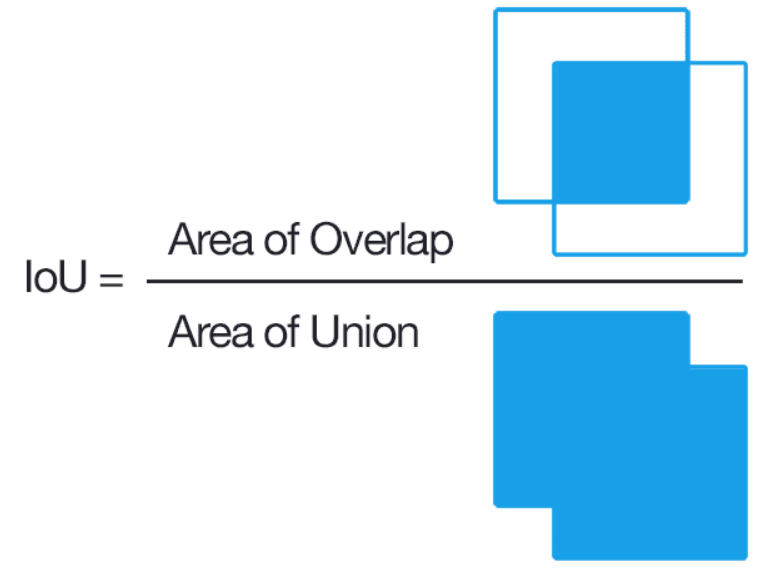 Area of Overlap
IoU =
Area of Union